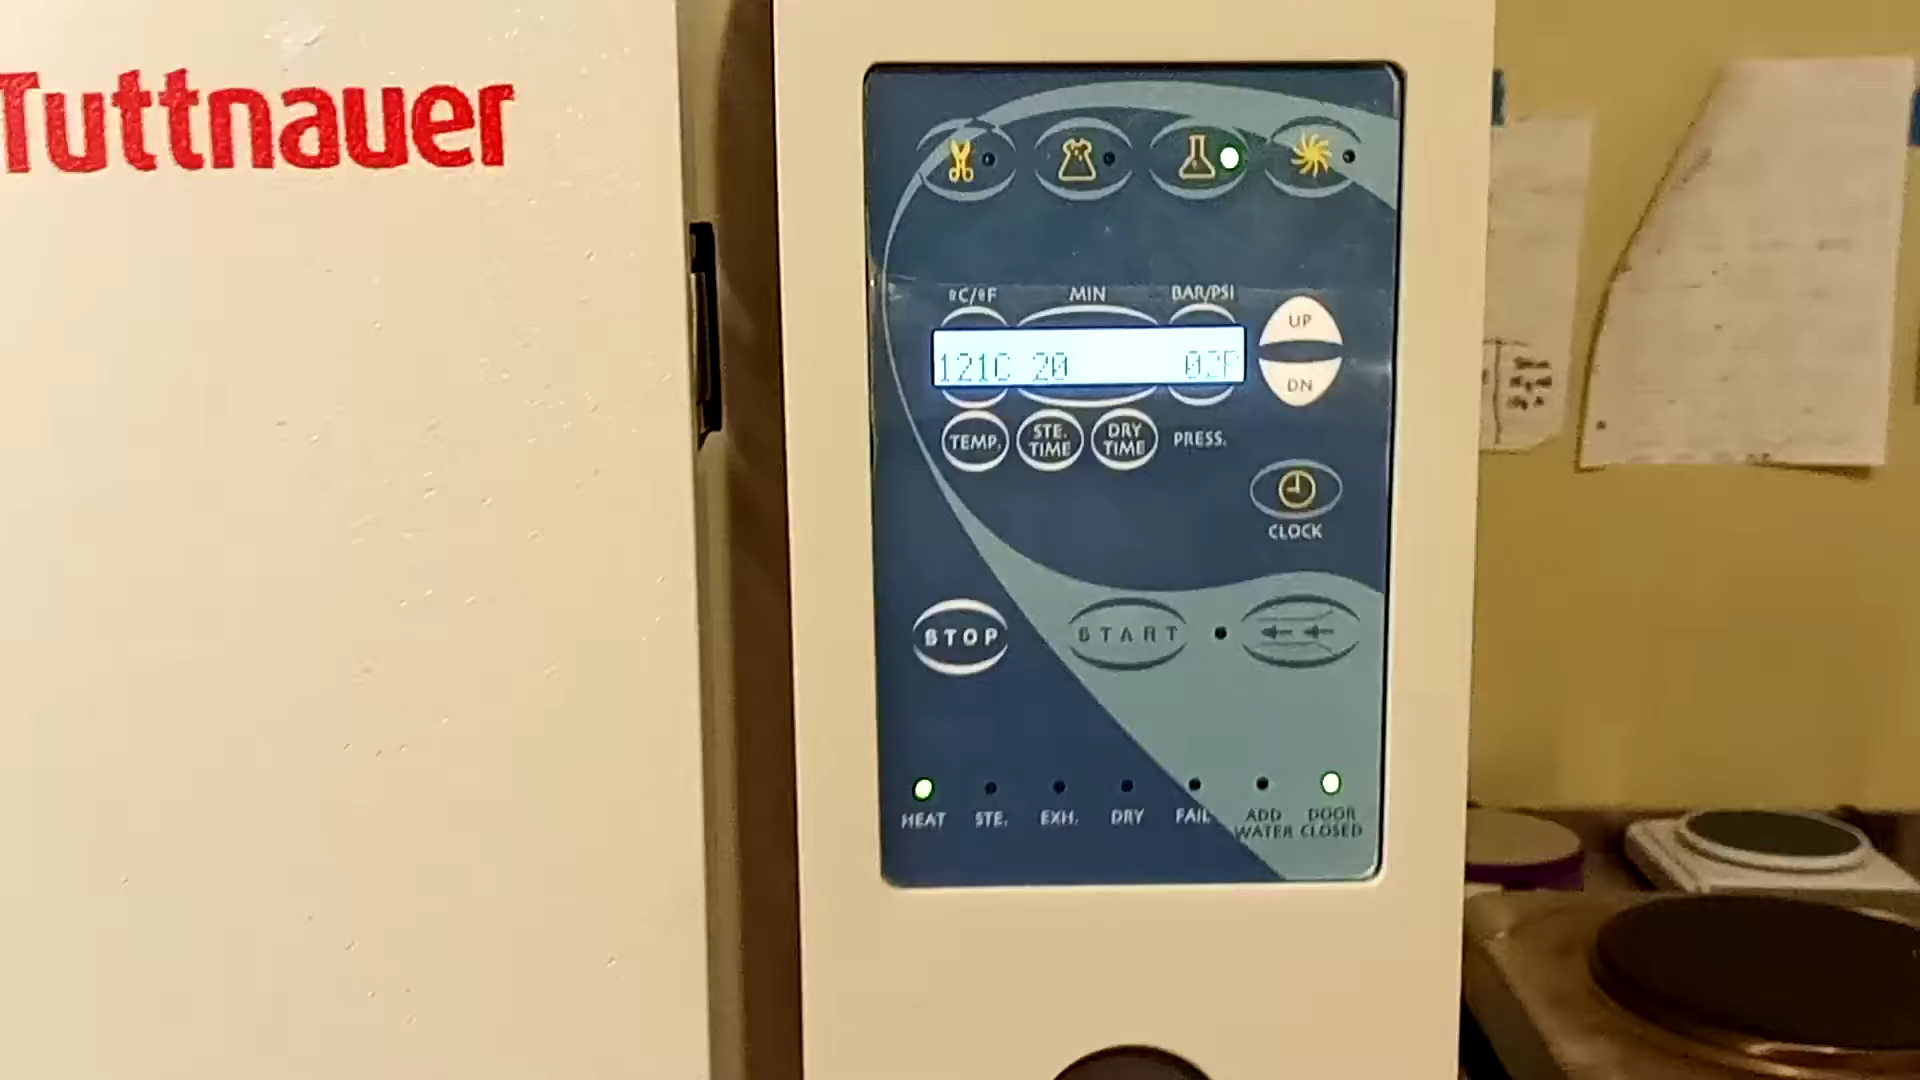 Tuttnauer
ºC/ºF MIN BAR/PSI
UP
121C 20 02P
DN
TEMP. STE. TIME DRY TIME PRESS.
CLOCK
STOP START
HEAT STE. EXH. DRY FAIL ADD WATER DOOR CLOSED